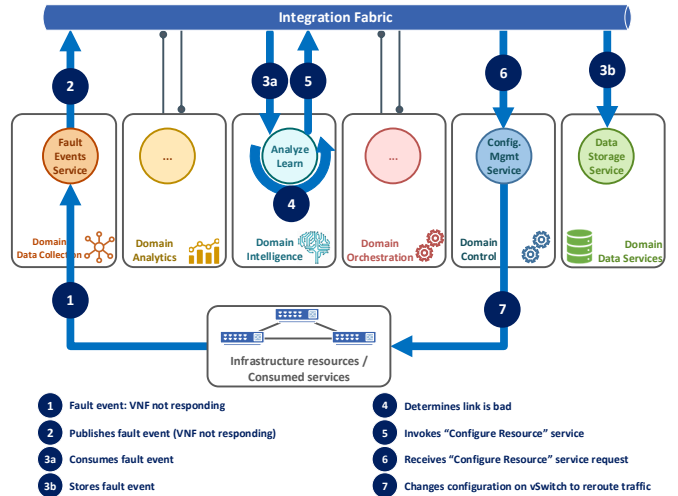 Integration Fabric
2
3a
5
6
3b
Fault
Events
Service
...
Analyze
Learn
...
Config.
Mgmt
Service
Data
Storage
Service
4
Domain
Data Collection
Domain
Analytics
Domain
Intelligence
Domain
Orchestration
Domain
Control
Domain
Data Services
1
7
Infrastructure resources /
Consumed services
1 Fault event: VNF not responding
2 Publishes fault event (VNF not responding)
3a Consumes fault event
3b Stores fault event
4 Determines link is bad
5 Invokes “Configure Resource” service
6 Receives “Configure Resource” service request
7 Changes configuration on vSwitch to reroute traffic